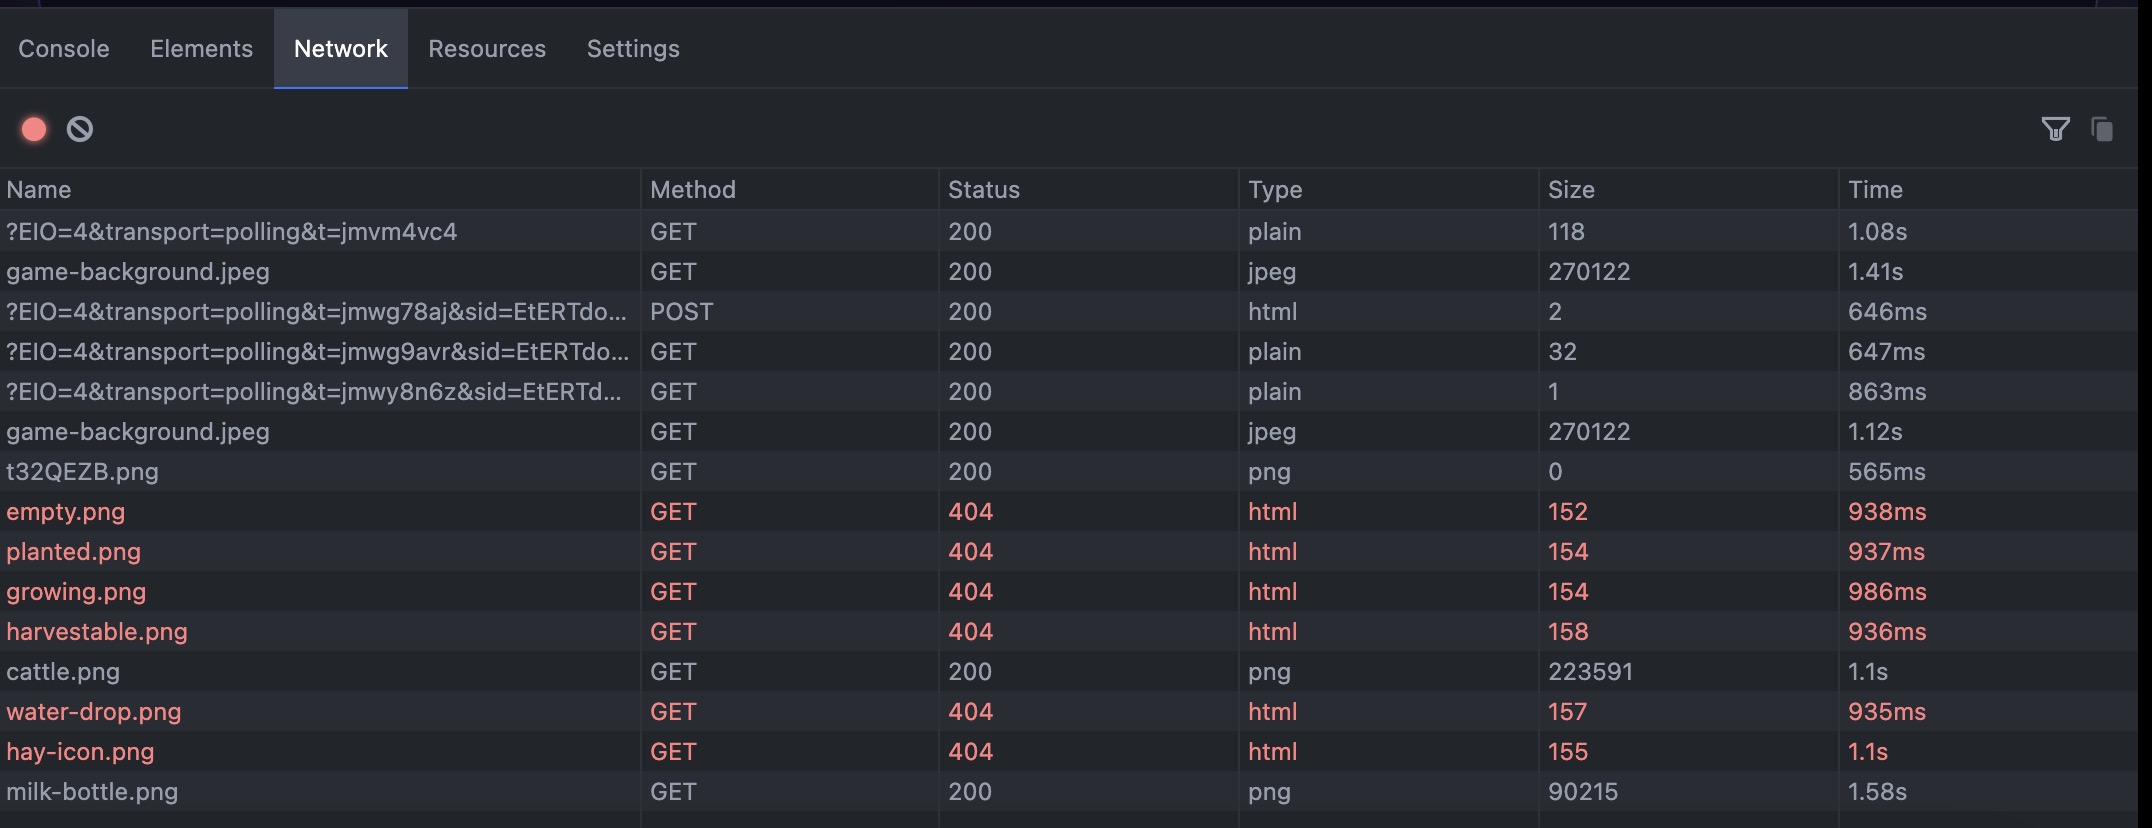 Console Elements Network Resources Settings
Name Method Status Type Size Time
?EIO=4&transport=polling&t=jmvm4vc4 GET 200 plain 118 1.08s
game-background.jpeg GET 200 jpeg 270122 1.41s
?EIO=4&transport=polling&t=jmwg78aj&sid=EtERTdo... POST 200 html 2 646ms
?EIO=4&transport=polling&t=jmwg9avr&sid=EtERTdo... GET 200 plain 32 647ms
?EIO=4&transport=polling&t=jmwy8n6z&sid=EtERTd... GET 200 plain 1 863ms
game-background.jpeg GET 200 jpeg 270122 1.12s
t32QEZB.png GET 200 png 0 565ms
empty.png GET 404 html 152 938ms
planted.png GET 404 html 154 937ms
growing.png GET 404 html 154 986ms
harvestable.png GET 404 html 158 936ms
cattle.png GET 200 png 223591 1.1s
water-drop.png GET 404 html 157 935ms
hay-icon.png GET 404 html 155 1.1s
milk-bottle.png GET 200 png 90215 1.58s